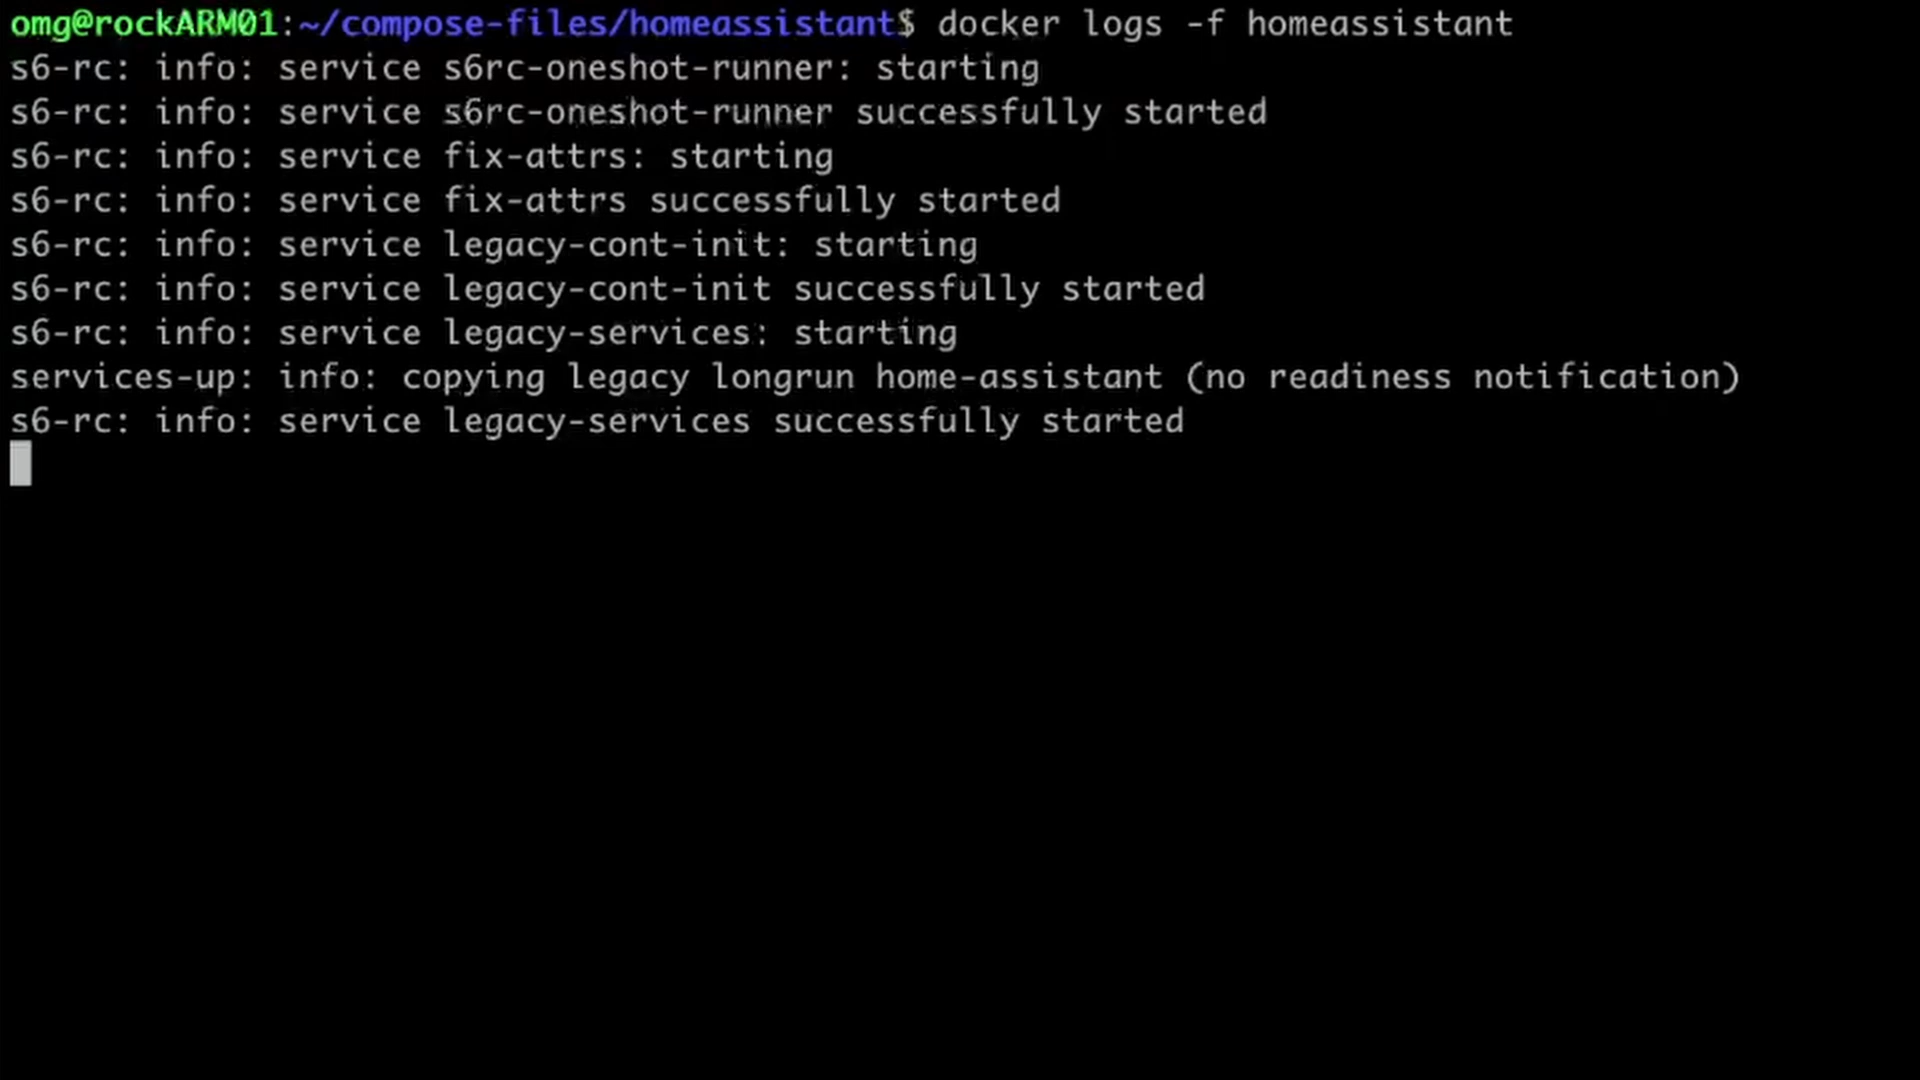 omg@rockARM01:~/compose-files/homeassistant$ docker logs -f homeassistant
s6-rc: info: service s6rc-oneshot-runner: starting
s6-rc: info: service s6rc-oneshot-runner successfully started
s6-rc: info: service fix-attrs: starting
s6-rc: info: service fix-attrs successfully started
s6-rc: info: service legacy-cont-init: starting
s6-rc: info: service legacy-cont-init successfully started
s6-rc: info: service legacy-services: starting
services-up: info: copying legacy longrun home-assistant (no readiness notification)
s6-rc: info: service legacy-services successfully started